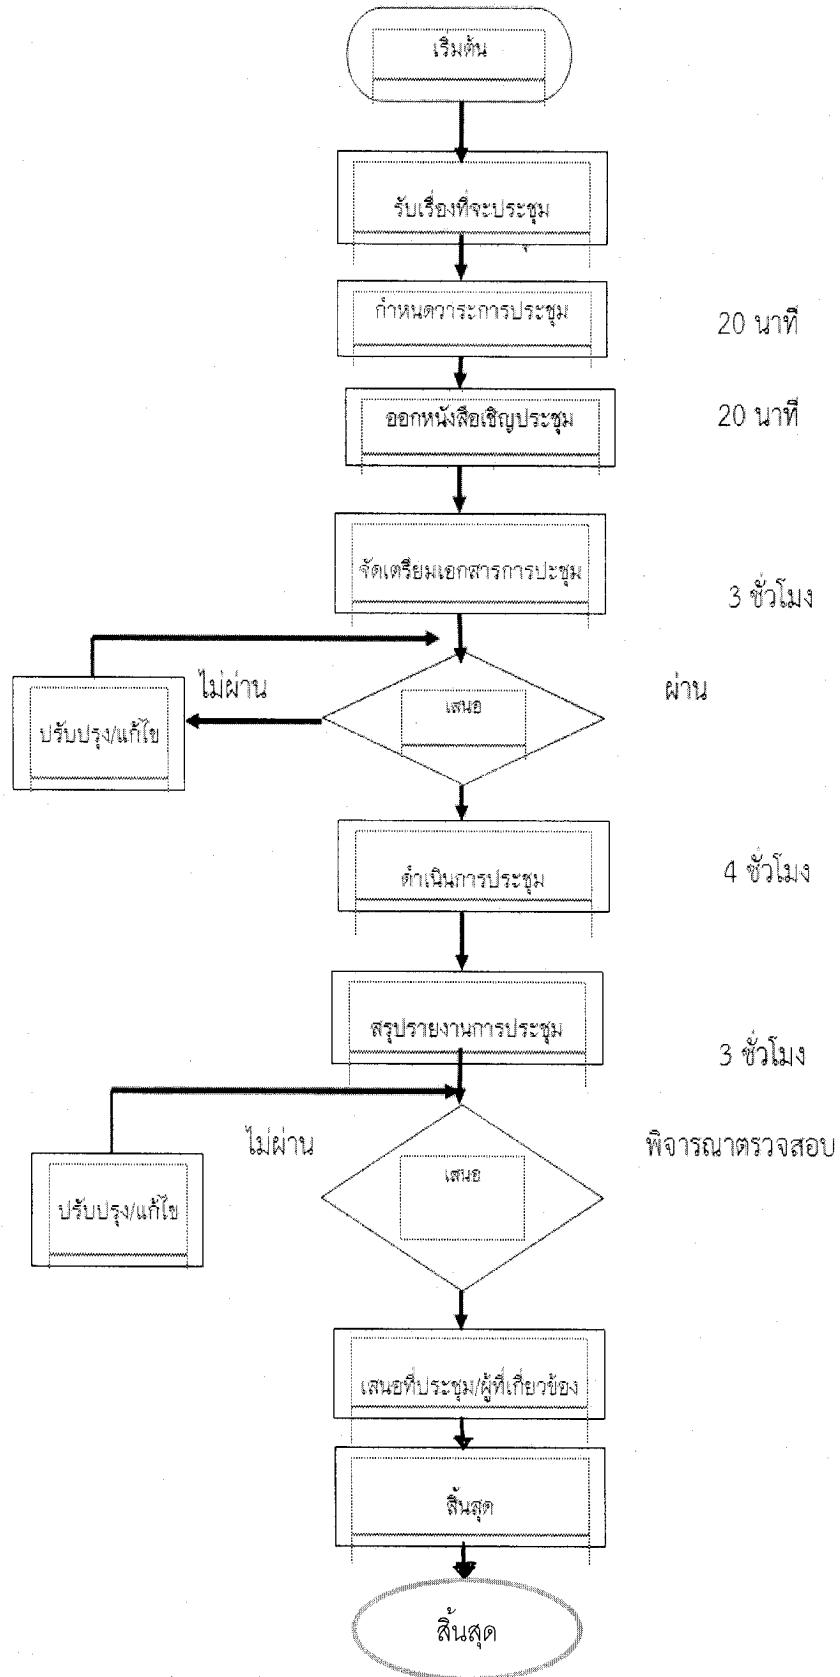 เริ่มต้น
รับเรื่องที่จะประชุม
กำหนดวาระการประชุม
20 นาที
ออกหนังสือเชิญประชุม
20 นาที
จัดเตรียมเอกสารการปะชุม
3 ชั่วโมง
ไม่ผ่าน
เสนอ
ผ่าน
ปรับปรุง/แก้ไข
ดำเนินการประชุม
4 ชั่วโมง
สรุปรายงานการประชุม
3 ชั่วโมง
ไม่ผ่าน
พิจารณาตรวจสอบ
เสนอ
ปรับปรุง/แก้ไข
เสนอที่ประชุม/ผู้ที่เกี่ยวข้อง
สิ้นสุด
สิ้นสุด